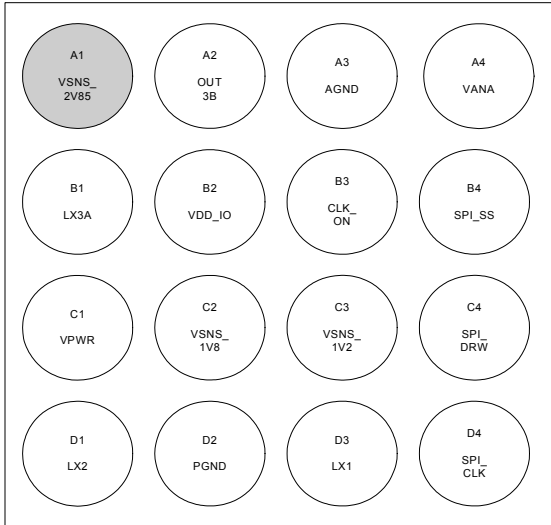 A1
VSNS_
2V85
A2
OUT
3B
A3
AGND
A4
VANA
B1
LX3A
B2
VDD_IO
B3
CLK_
ON
B4
SPI_SS
C1
VPWR
C2
VSNS_
1V8
C3
VSNS_
1V2
C4
SPI_
DRW
D1
LX2
D2
PGND
D3
LX1
D4
SPI_
CLK